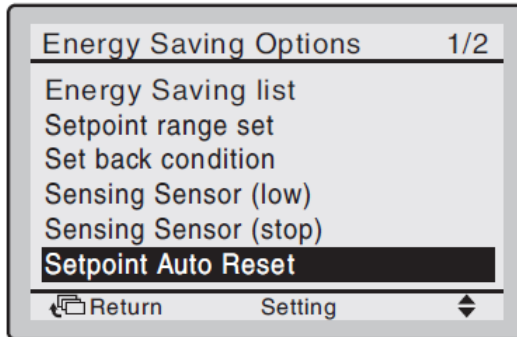 Energy Saving Options 1/2
Energy Saving list
Setpoint range set
Set back condition
Sensing Sensor (low)
Sensing Sensor (stop)
Setpoint Auto Reset
Return Setting